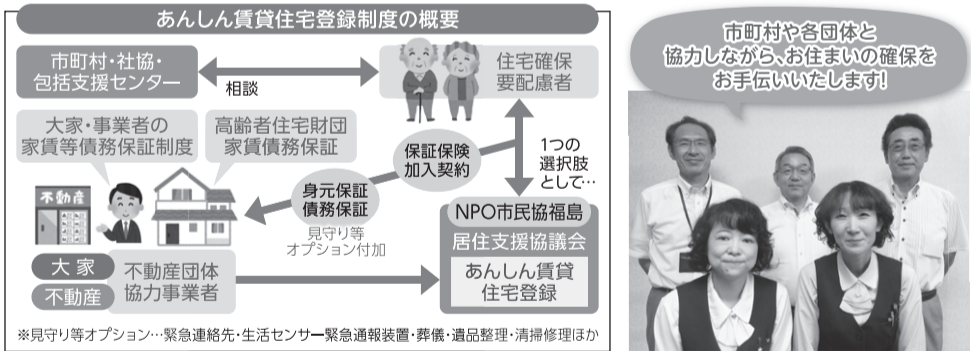 あんしん賃貸住宅登録制度の概要
市町村・社協・
包括支援センター
相談
住宅確保
要配慮者
大家・事業者の
家賃等債務保証制度
高齢者住宅財団
家賃債務保証
保証保険
加入契約
1つの
選択肢
として…
不動産
身元保証
債務保証
見守り等
オプション付加
NPO市民協福島
居住支援協議会
あんしん賃貸
住宅登録
大家
不動産
不動産団体
協力事業者
※見守り等オプション…緊急連絡先・生活センサー緊急通報装置・葬儀・遺品整理・清掃修理ほか
市町村や各団体と
協力しながら、お住まいの確保を
お手伝いいたします!